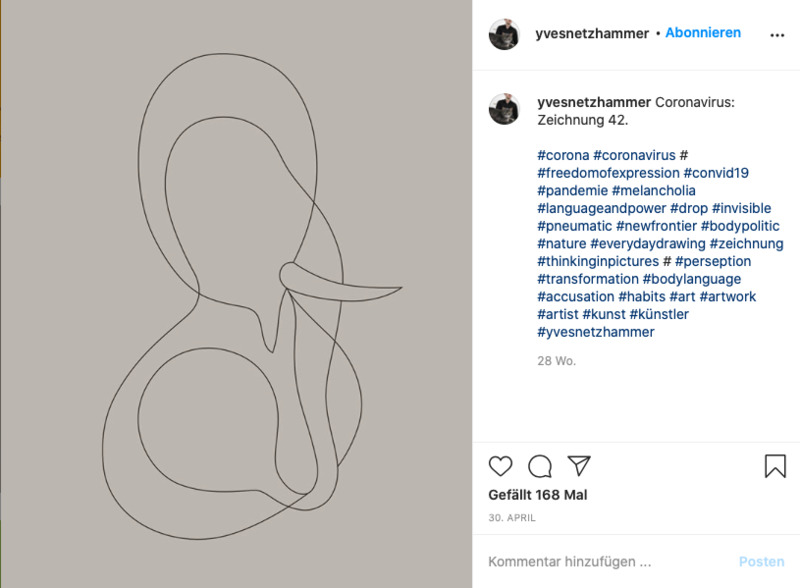 yvesnetzhammer • Abonnieren
yvesnetzhammer Coronavirus:
Zeichnung 42.
#corona #coronavirus #
#freedomofexpression #convid19
#pandemie #melancholia
#languageandpower #drop #invisible
#pneumatic #newfrontier #bodypolitic
#nature #everydaydrawing #zeichnung
#thinkinginpictures # #perseption
#transformation #bodylanguage
#accusation #habits #art #artwork
#artist #kunst #künstler
#yvesnetzhammer
28 Wo.
Gefällt 168 Mal
30. APRIL
Kommentar hinzufügen ...
Posten